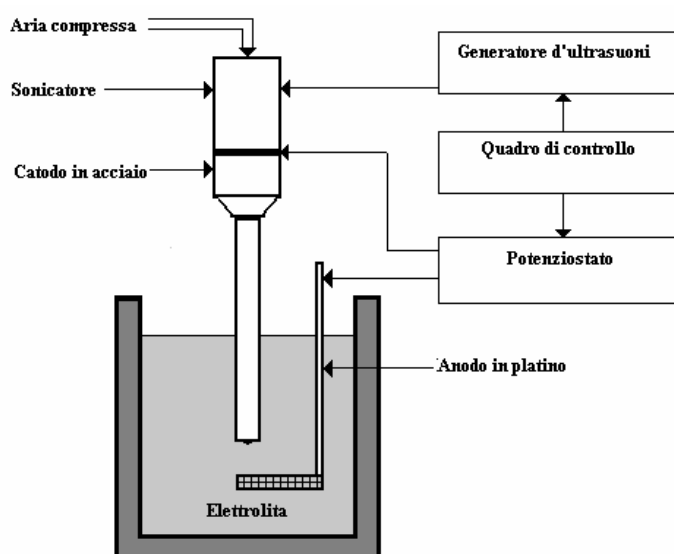 Aria compressa
Generatore d'ultrasuoni
Sonicatore
Quadro di controllo
Catodo in acciaio
Potenziostato
Anodo in platino
Elettrolita